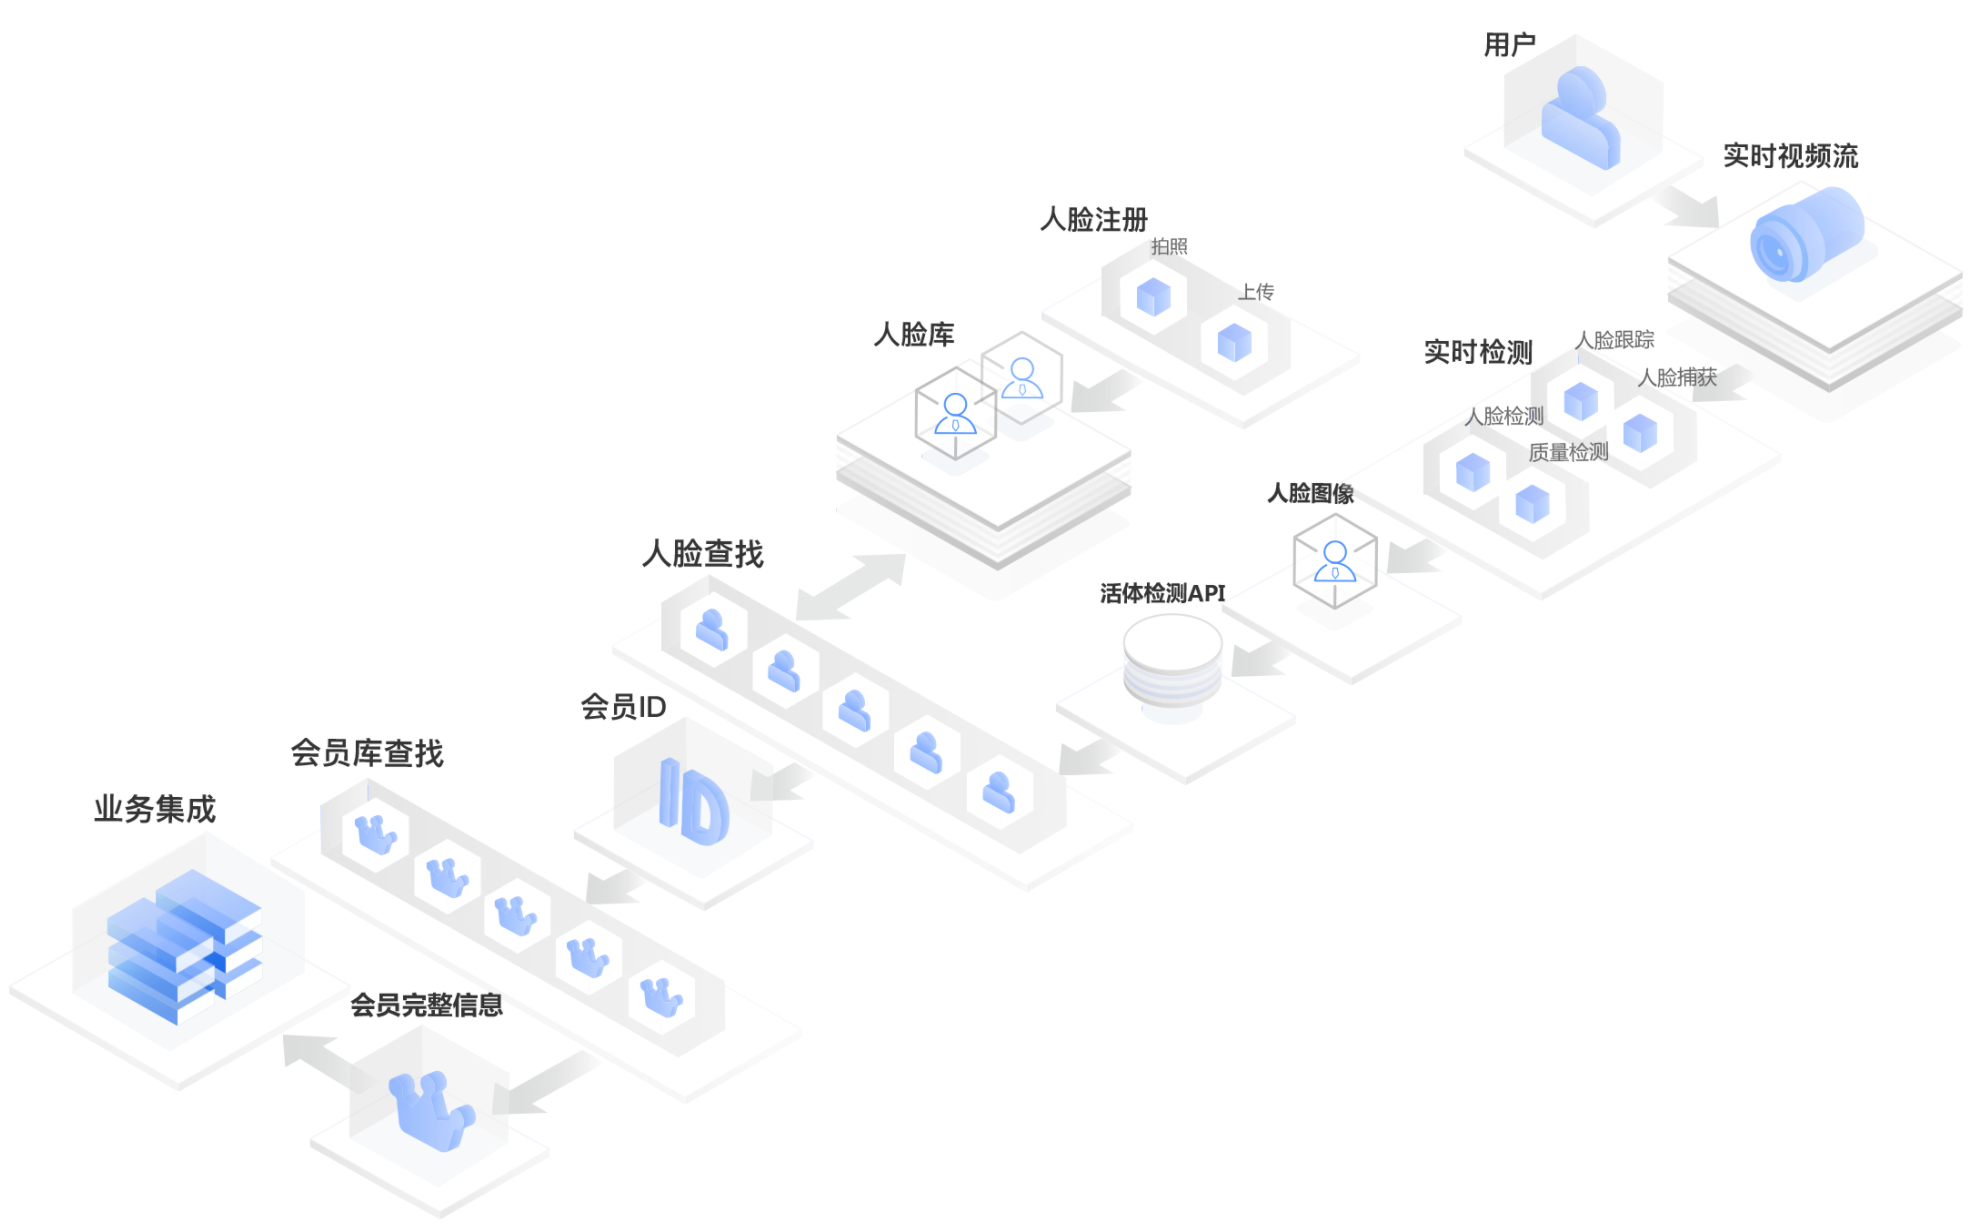 用户
实时视频流
人脸注册
拍照
上传
人脸库
实时检测
人脸跟踪
人脸捕获
人脸检测
质量检测
人脸图像
人脸查找
活体检测API
会员ID
会员库查找
业务集成
会员完整信息